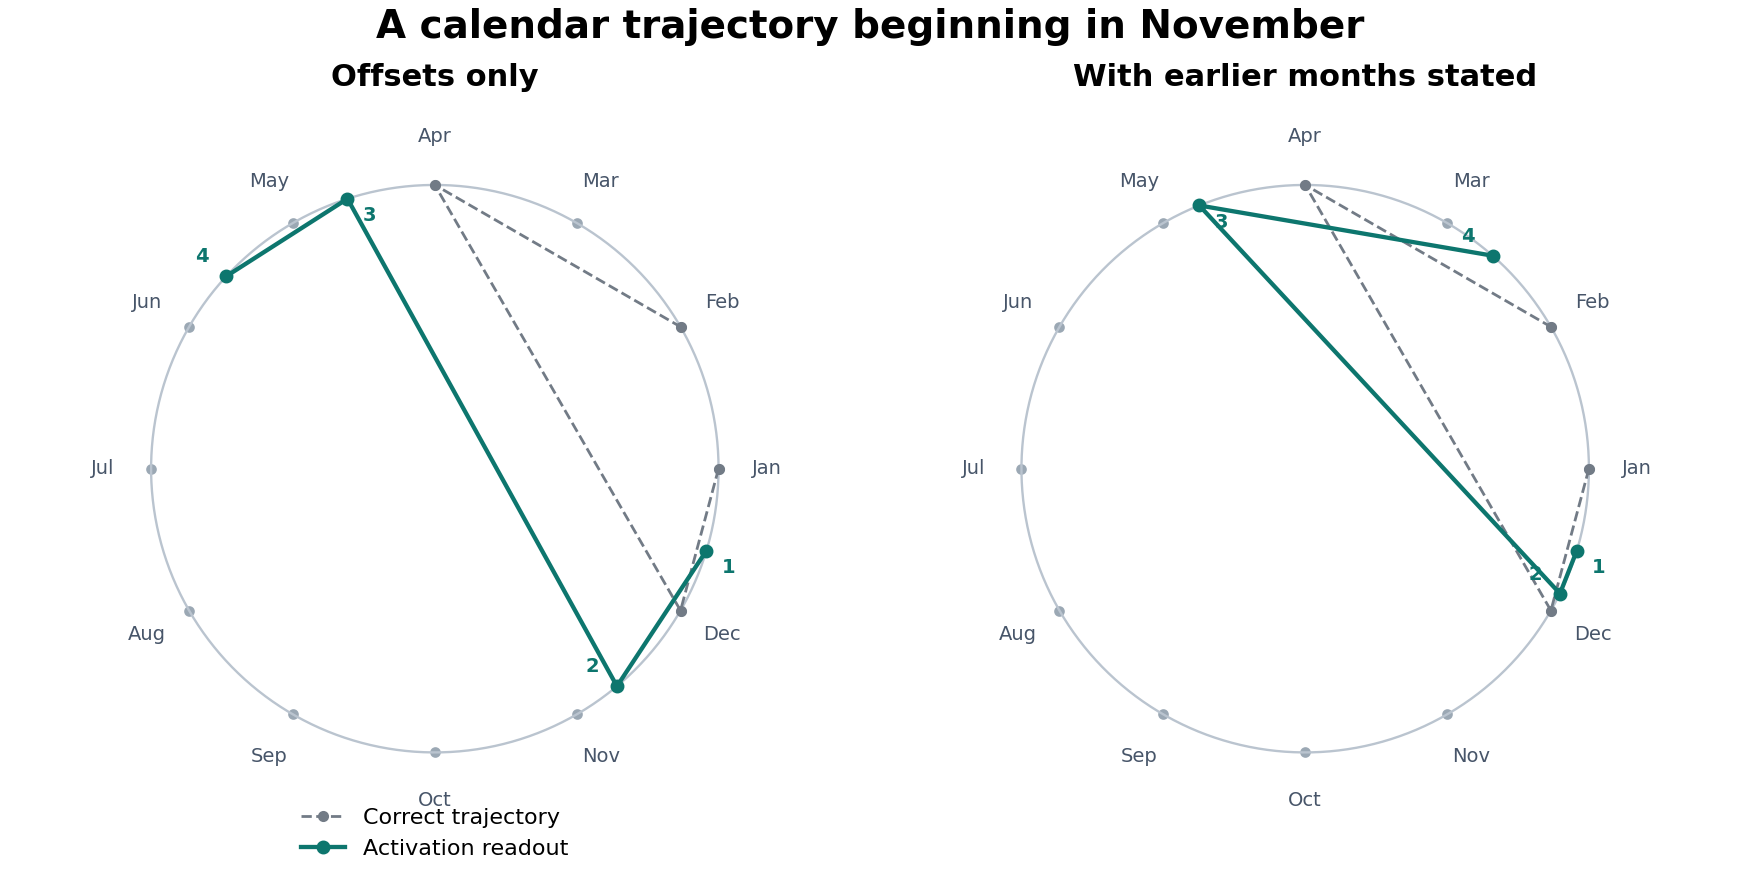 A calendar trajectory beginning in November
Offsets only
Apr
May
Mar
3
4
Jun
Feb
Jul
Jan
1
Aug
Dec
2
Sep
Nov
Oct
Correct trajectory
Activation readout
With earlier months stated
Apr
May
Mar
3
4
Jun
Feb
Jul
Jan
2
1
Aug
Dec
Sep
Nov
Oct